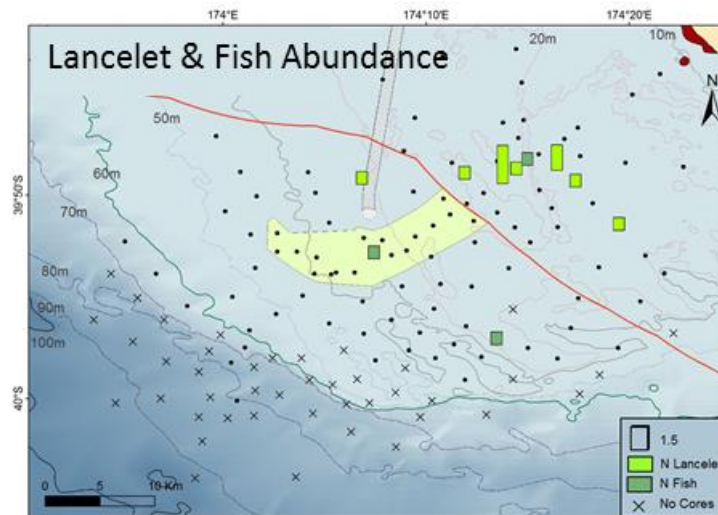 174°E 174°10'E 174°20'E
Lancelet & Fish Abundance
20m
10m
N
50m
60m
70m
39°50'S
80m
90m
100m
40°S
1.5
N Lancele
N Fish
No Cores
0 5 10 Km